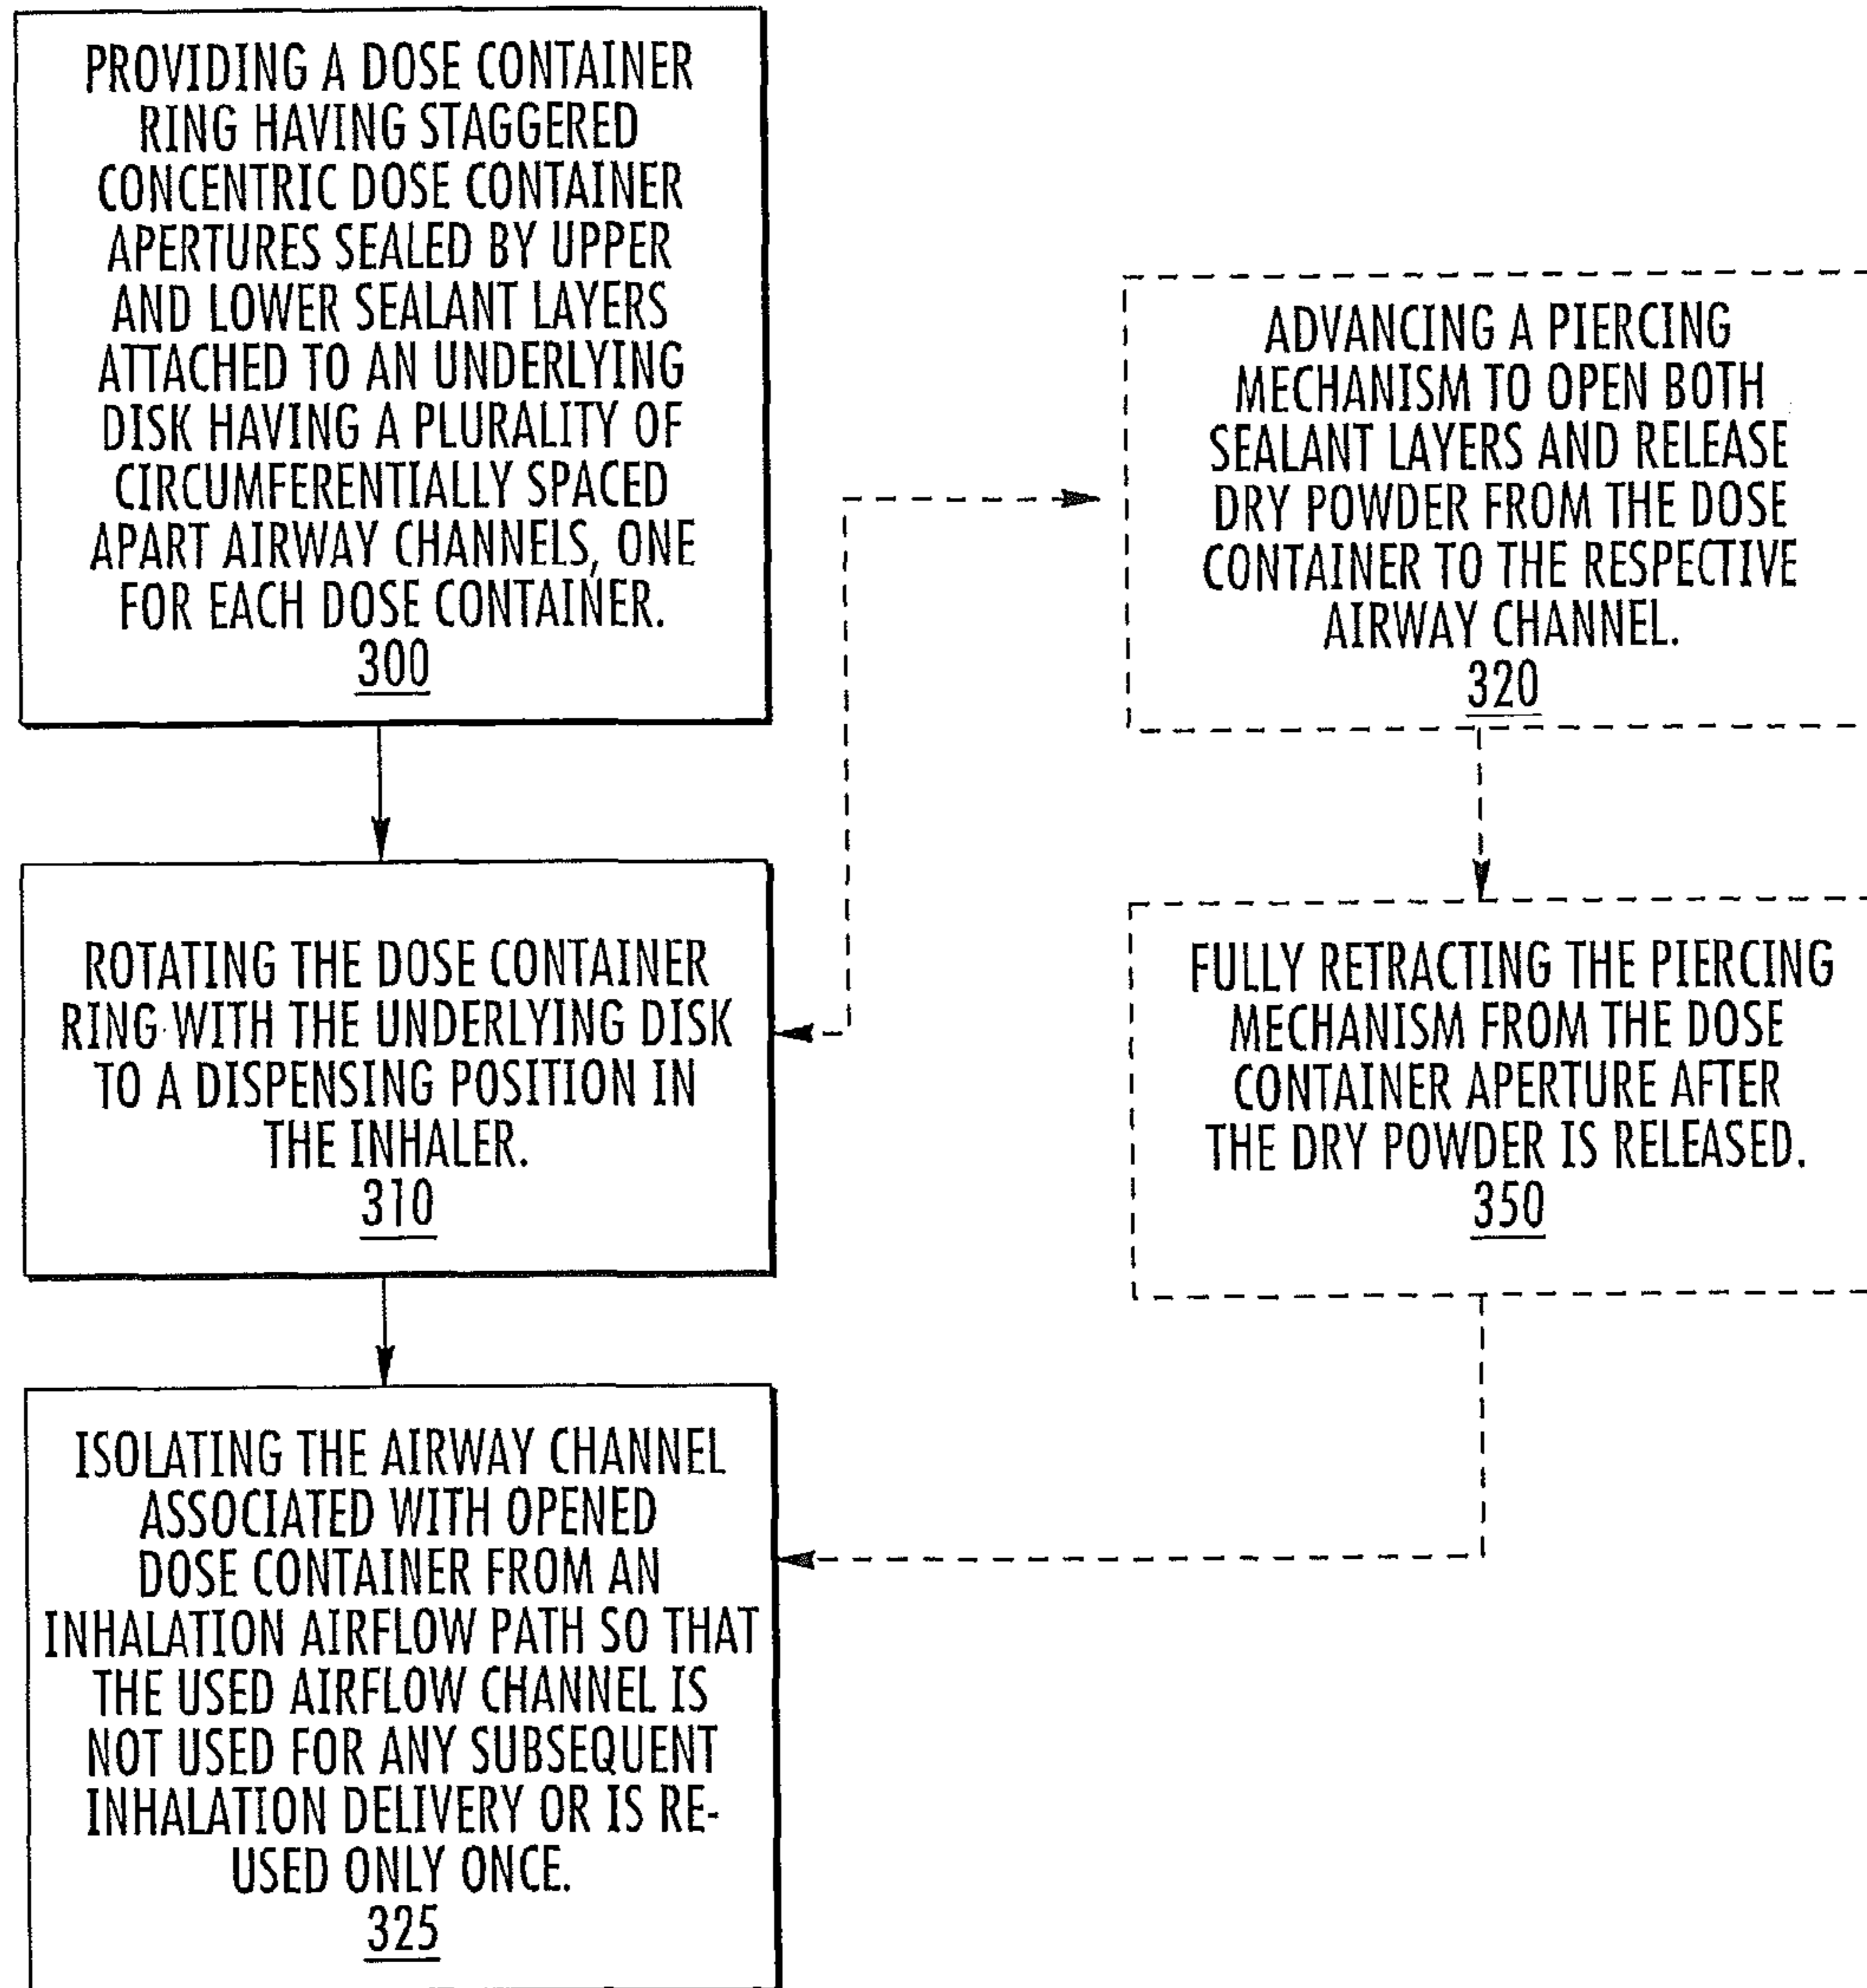 PROVIDING A DOSE CONTAINER
RING HAVING STAGGERED
CONCENTRIC DOSE CONTAINER
APERTURES SEALED BY UPPER
AND LOWER SEALANT LAYERS
ATTACHED TO AN UNDERLYING
DISK HAVING A PLURALITY OF
CIRCUMFERENTIALLY SPACED
APART AIRWAY CHANNELS, ONE
FOR EACH DOSE CONTAINER.
300
ROTATING THE DOSE CONTAINER
RING WITH THE UNDERLYING DISK
TO A DISPENSING POSITION IN
THE INHALER.
310
ISOLATING THE AIRWAY CHANNEL
ASSOCIATED WITH OPENED
DOSE CONTAINER FROM AN
INHALATION AIRFLOW PATH SO THAT
THE USED AIRFLOW CHANNEL IS
NOT USED FOR ANY SUBSEQUENT
INHALATION DELIVERY OR IS RE-
USED ONLY ONCE.
325
ADVANCING A PIERCING
MECHANISM TO OPEN BOTH
SEALANT LAYERS AND RELEASE
DRY POWDER FROM THE DOSE
CONTAINER TO THE RESPECTIVE
AIRWAY CHANNEL.
320
FULLY RETRACTING THE PIERCING
MECHANISM FROM THE DOSE
CONTAINER APERTURE AFTER
THE DRY POWDER IS RELEASED.
350